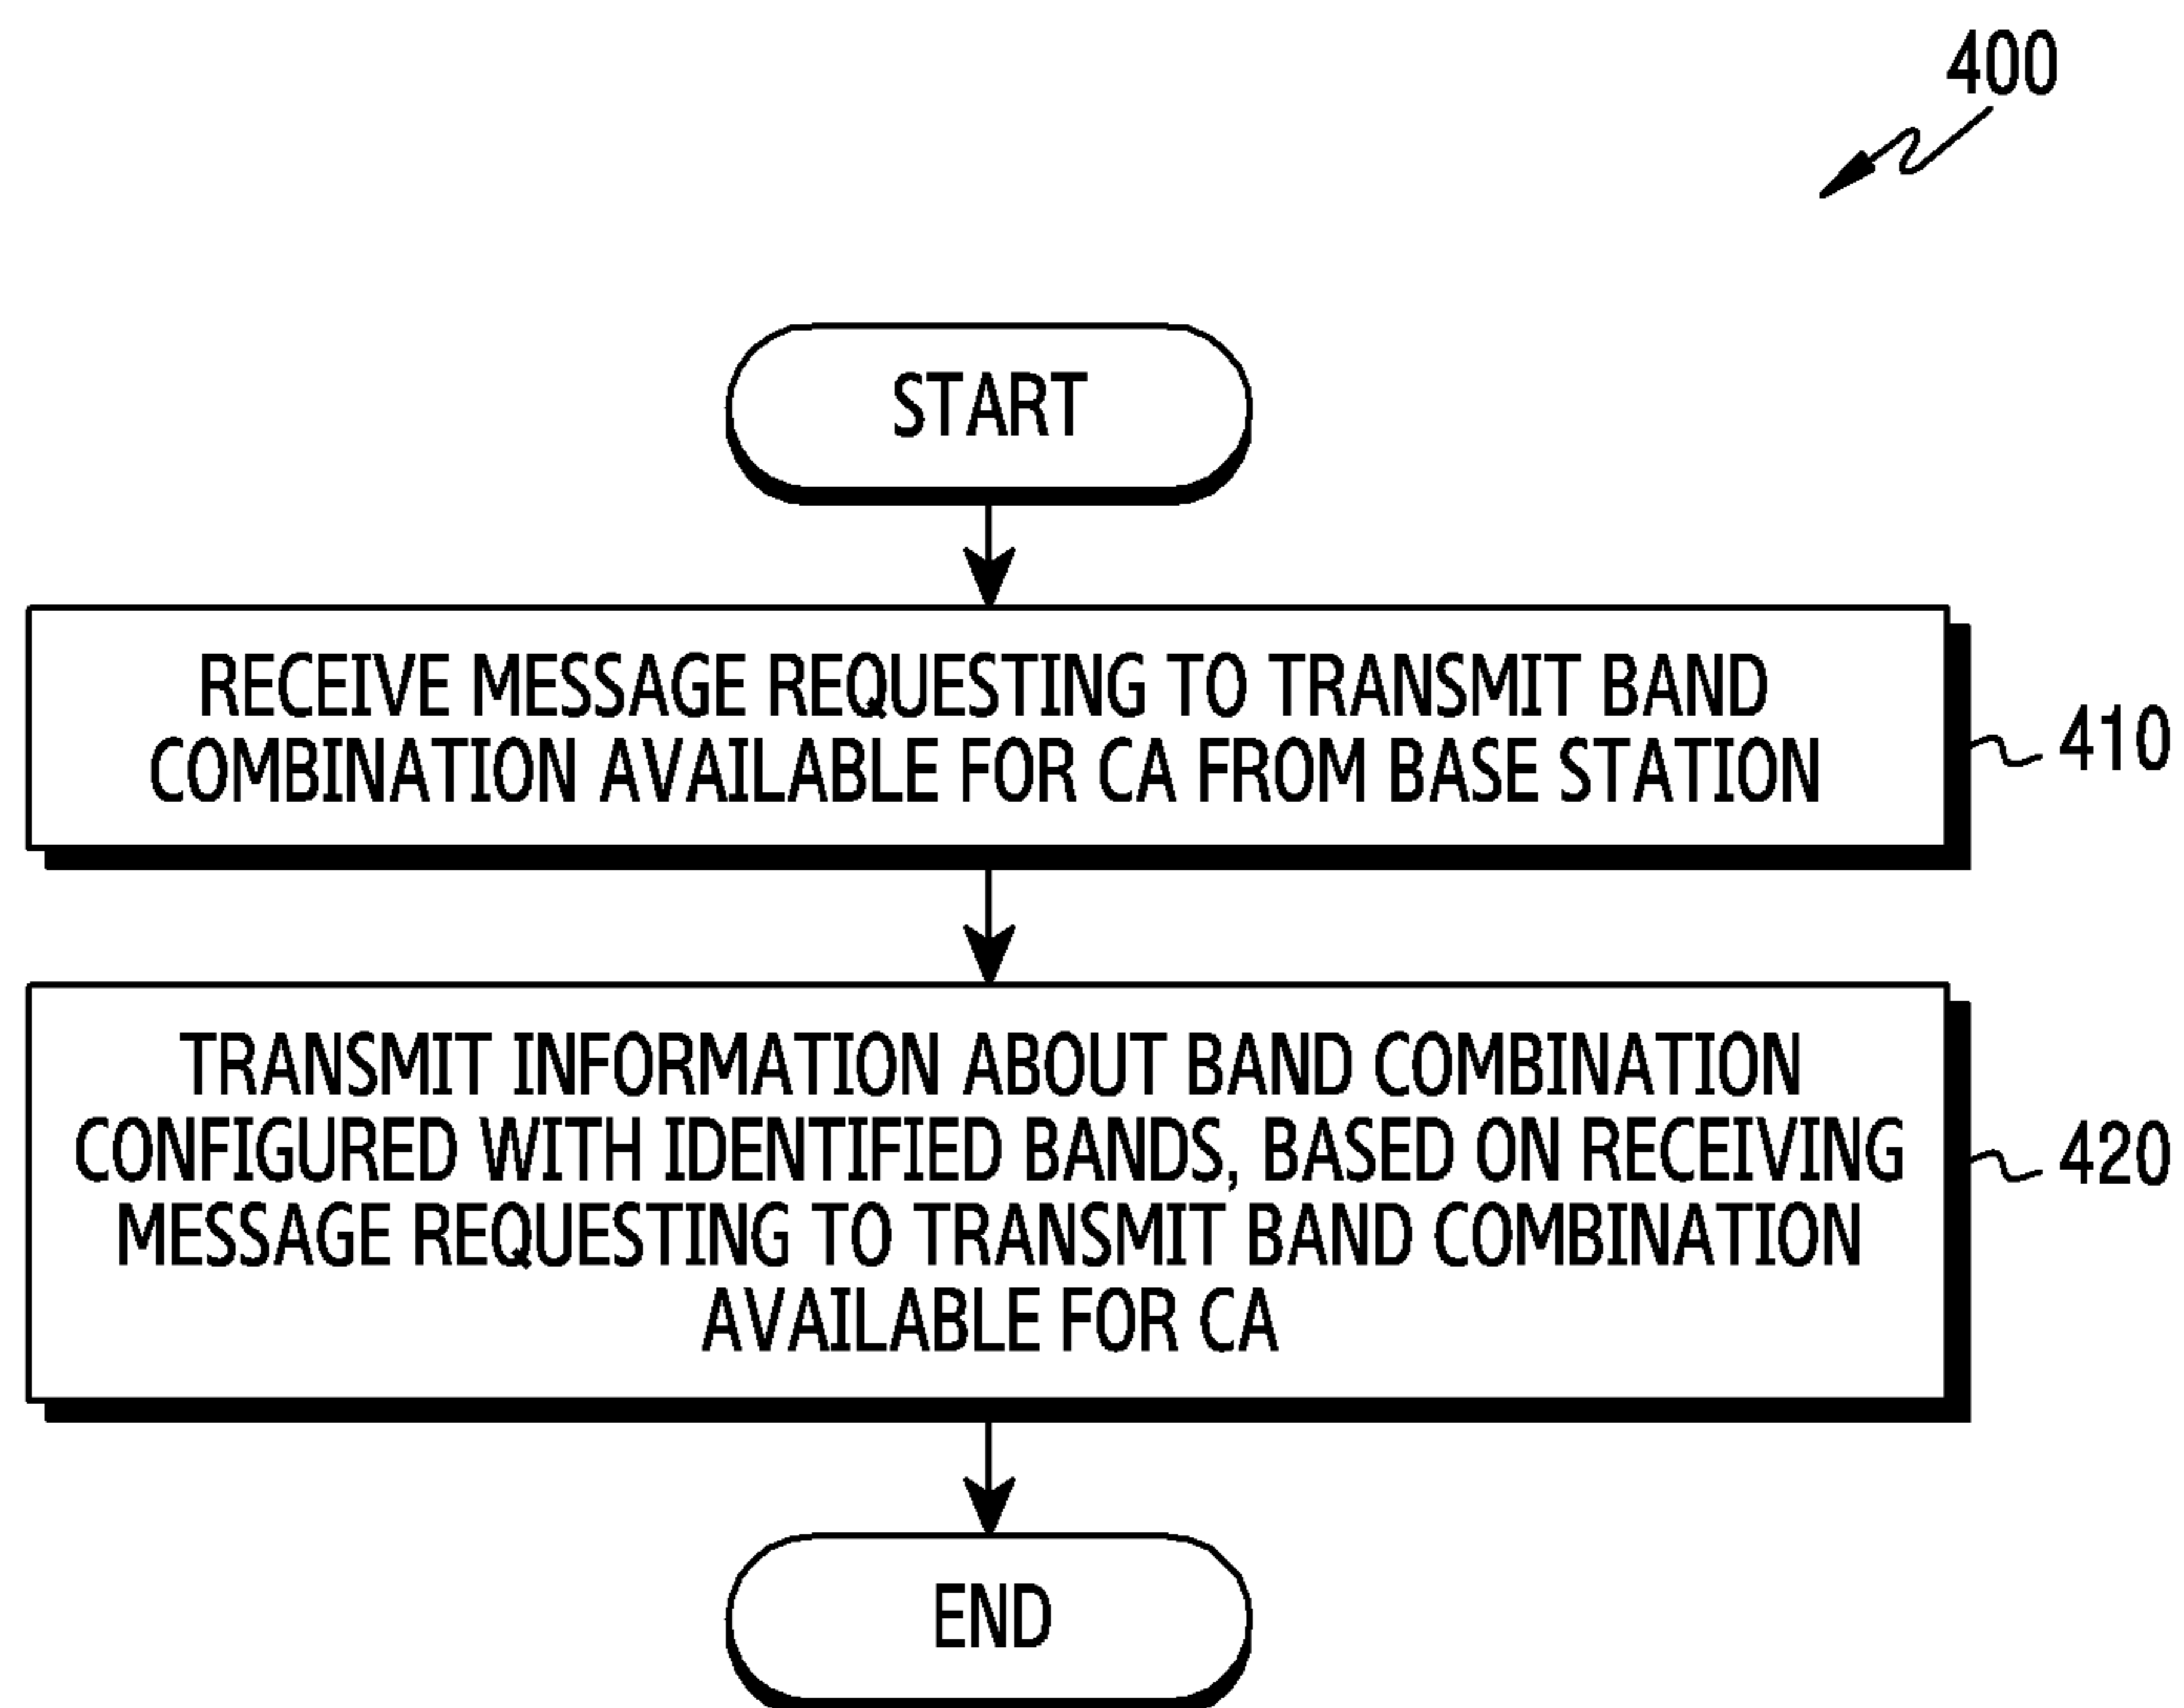 400
START
RECEIVE MESSAGE REQUESTING TO TRANSMIT BAND
COMBINATION AVAILABLE FOR CA FROM BASE STATION
410
TRANSMIT INFORMATION ABOUT BAND COMBINATION
CONFIGURED WITH IDENTIFIED BANDS, BASED ON RECEIVING
MESSAGE REQUESTING TO TRANSMIT BAND COMBINATION
AVAILABLE FOR CA
420
END